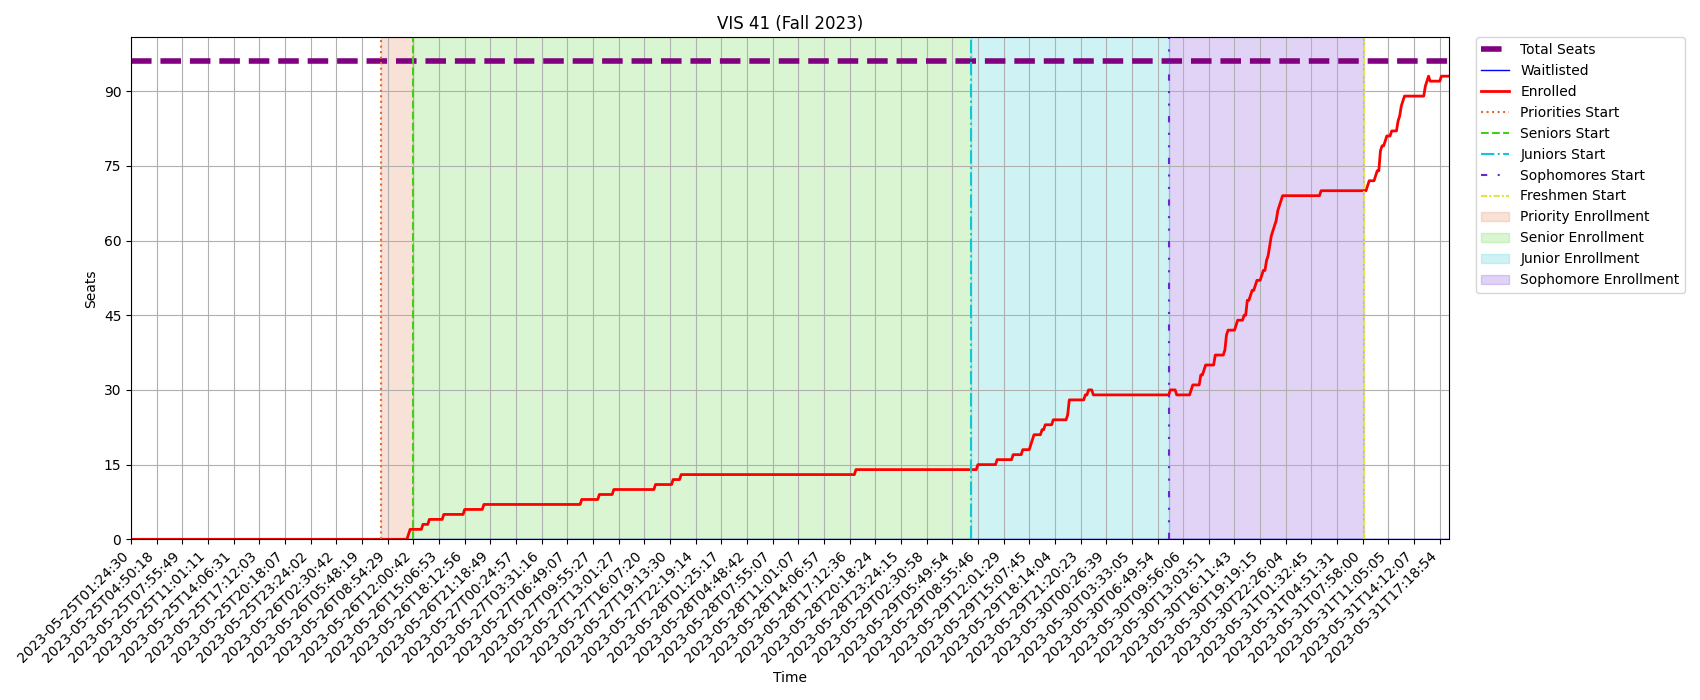 VIS 41 (Fall 2023)
Total Seats
Waitlisted
Enrolled
Priorities Start
Seniors Start
Juniors Start
Sophomores Start
Freshmen Start
Priority Enrollment
Senior Enrollment
Junior Enrollment
Sophomore Enrollment
Seats
90
75
60
45
30
15
0
2023-05-25T01:24:30
2023-05-25T04:50:18
2023-05-25T07:55:49
2023-05-25T11:01:11
2023-05-25T14:06:31
2023-05-25T17:12:03
2023-05-25T20:18:07
2023-05-25T23:24:02
2023-05-26T02:30:42
2023-05-26T05:48:19
2023-05-26T08:54:29
2023-05-26T12:00:42
2023-05-26T15:06:53
2023-05-26T18:12:56
2023-05-26T21:18:49
2023-05-27T00:24:57
2023-05-27T03:31:16
2023-05-27T06:49:07
2023-05-27T09:55:27
2023-05-27T13:01:27
2023-05-27T16:07:20
2023-05-27T19:13:30
2023-05-27T22:19:14
2023-05-28T01:25:17
2023-05-28T04:48:42
2023-05-28T07:55:07
2023-05-28T11:01:07
2023-05-28T14:06:57
2023-05-28T17:12:36
2023-05-28T20:18:24
2023-05-28T23:24:15
2023-05-29T02:30:58
2023-05-29T05:49:54
2023-05-29T08:55:46
2023-05-29T12:01:29
2023-05-29T15:07:45
2023-05-29T18:14:04
2023-05-29T21:20:23
2023-05-30T00:26:39
2023-05-30T03:33:05
2023-05-30T06:49:54
2023-05-30T09:56:06
2023-05-30T13:03:51
2023-05-30T16:11:43
2023-05-30T19:19:15
2023-05-30T22:26:04
2023-05-31T01:32:45
2023-05-31T04:51:31
2023-05-31T07:58:00
2023-05-31T11:05:05
2023-05-31T14:12:07
2023-05-31T17:18:54
Time